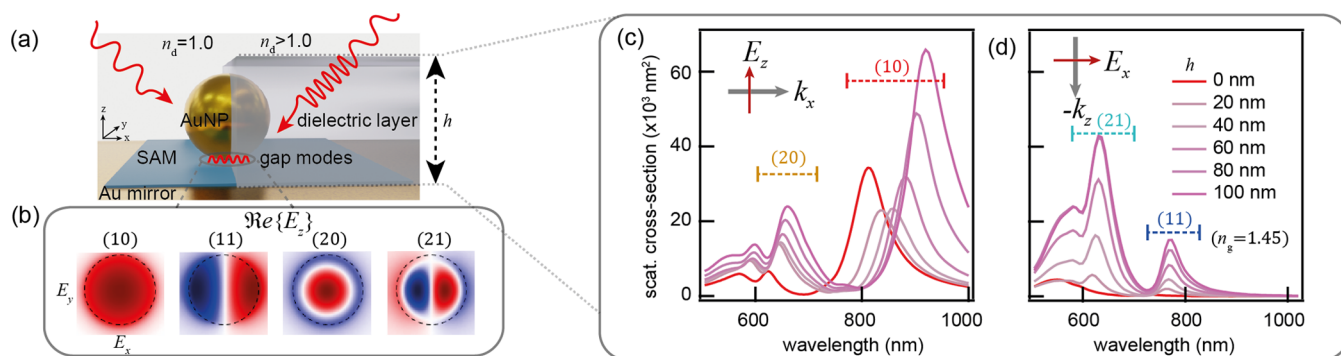 (a)
n_d=1.0
n_d>1.0
AuNP
dielectric layer
h
z
y
x
SAM
gap modes
Au mirror
(b)
ℜe{E_z}
(10)
(11)
(20)
(21)
E_y
E_x
(c)
E_z
k_x
(10)
(20)
scat. cross-section (x10³ nm²)
60
40
20
0
600
800
1000
wavelength (nm)
(d)
E_x
-k_z
(21)
(11)
h
0 nm
20 nm
40 nm
60 nm
80 nm
100 nm
(n_g=1.45)
600
800
1000
wavelength (nm)